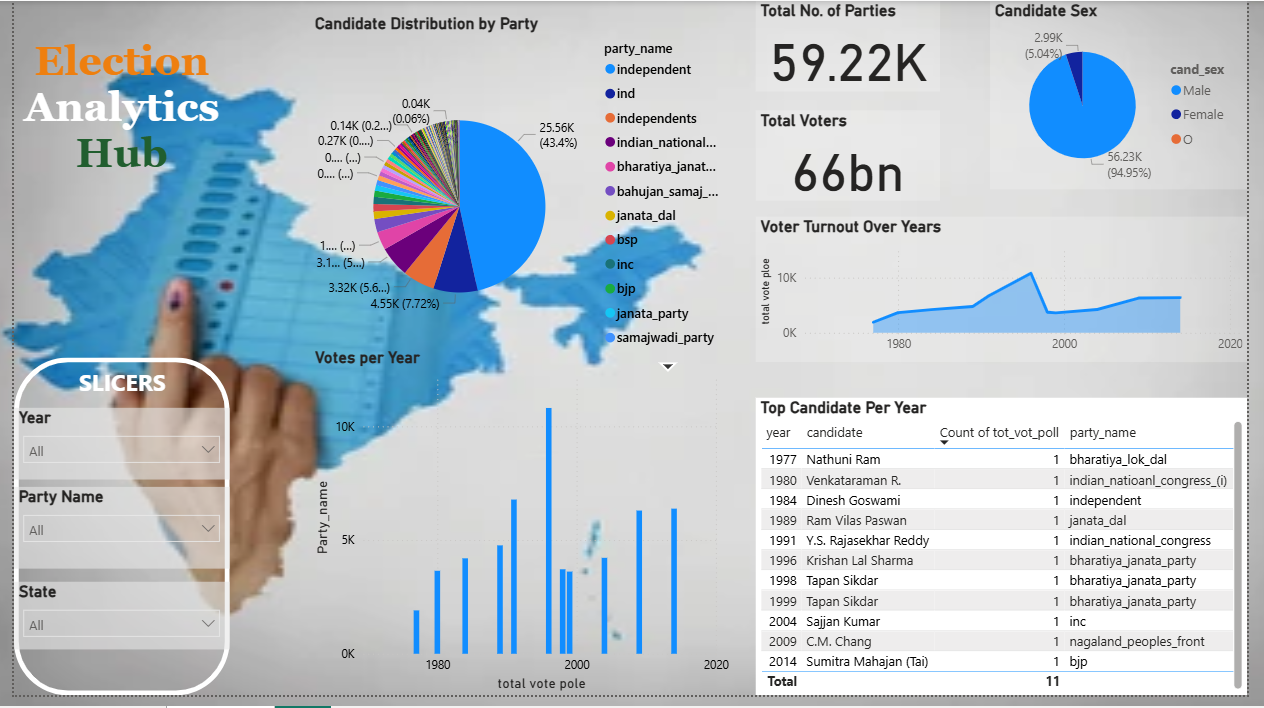 Election
Analytics
Hub
SLICERS
Year
All
Party Name
All
State
All
Candidate Distribution by Party
party_name
independent
ind
independents
indian_national...
bharatiya_janat...
bahujan_samaj_...
janata_dal
bsp
inc
bjp
janata_party
samajwadi_party
25.56K
(43.4%)
4.55K (7.72%)
3.32K (5.6...)
3.1... (5...)
1.... (...)
0.... (...)
0.... (...)
0.27K (0....)
0.14K (0.2...)
0.04K
(0.06%)
Votes per Year
Party_name
10K
5K
0K
1980 2000 2020
total vote pole
Total No. of Parties
59.22K
Total Voters
66bn
Candidate Sex
2.99K
(5.04%)
56.23K
(94.95%)
cand_sex
Male
Female
O
Voter Turnout Over Years
total vote ploe
10K
0K
1980 2000 2020
Top Candidate Per Year
year candidate Count of tot_vot_poll party_name
1977 Nathuni Ram 1 bharatiya_lok_dal
1980 Venkataraman R. 1 indian_natioanl_congress_(i)
1984 Dinesh Goswami 1 independent
1989 Ram Vilas Paswan 1 janata_dal
1991 Y.S. Rajasekhar Reddy 1 indian_national_congress
1996 Krishan Lal Sharma 1 bharatiya_janata_party
1998 Tapan Sikdar 1 bharatiya_janata_party
1999 Tapan Sikdar 1 bharatiya_janata_party
2004 Sajjan Kumar 1 inc
2009 C.M. Chang 1 nagaland_peoples_front
2014 Sumitra Mahajan (Tai) 1 bjp
Total 11